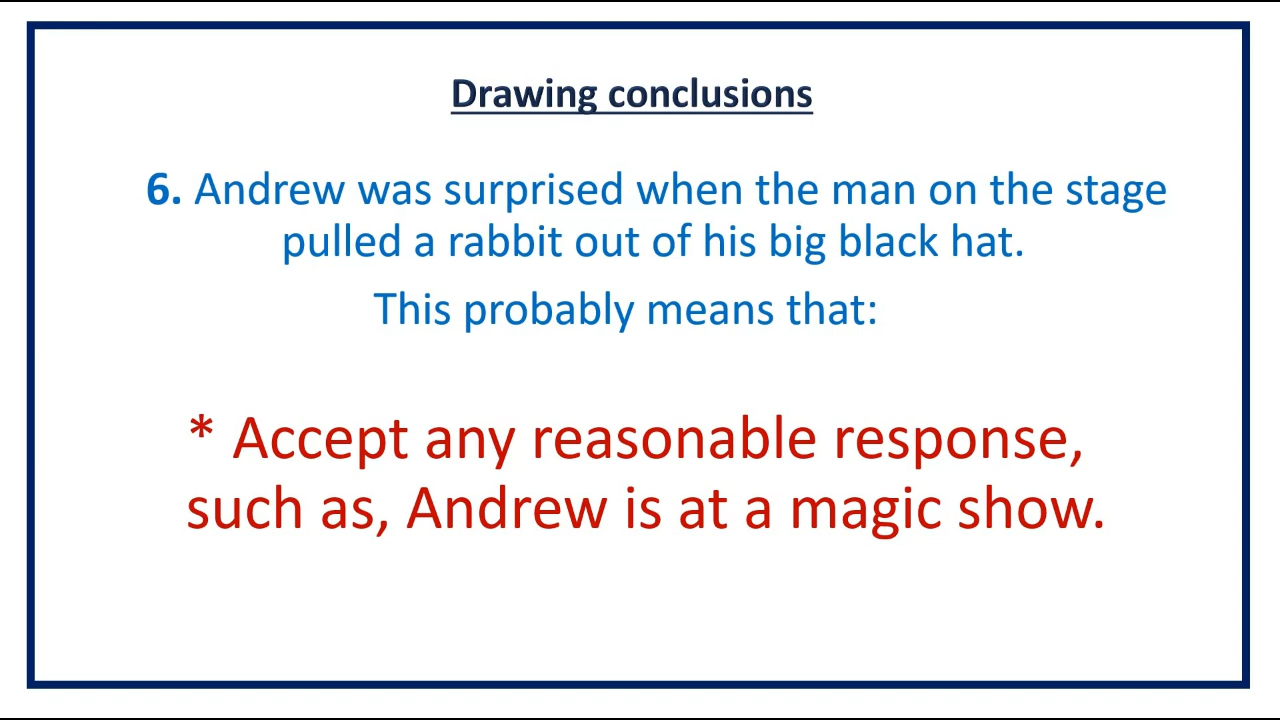 Drawing conclusions
6. Andrew was surprised when the man on the stage
pulled a rabbit out of his big black hat.
This probably means that:
* Accept any reasonable response,
such as, Andrew is at a magic show.